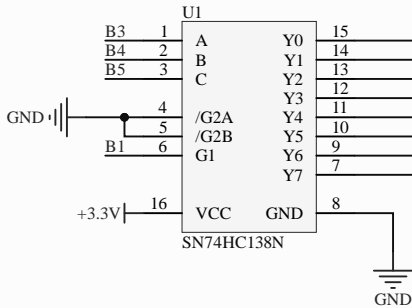 U1
B3 1 A Y0 15
B4 2 B Y1 14
B5 3 C Y2 13
Y3 12
GND 4 /G2A Y4 11
5 /G2B Y5 10
B1 6 G1 Y6 9
Y7 7
+3.3V 16 VCC GND 8
SN74HC138N
GND